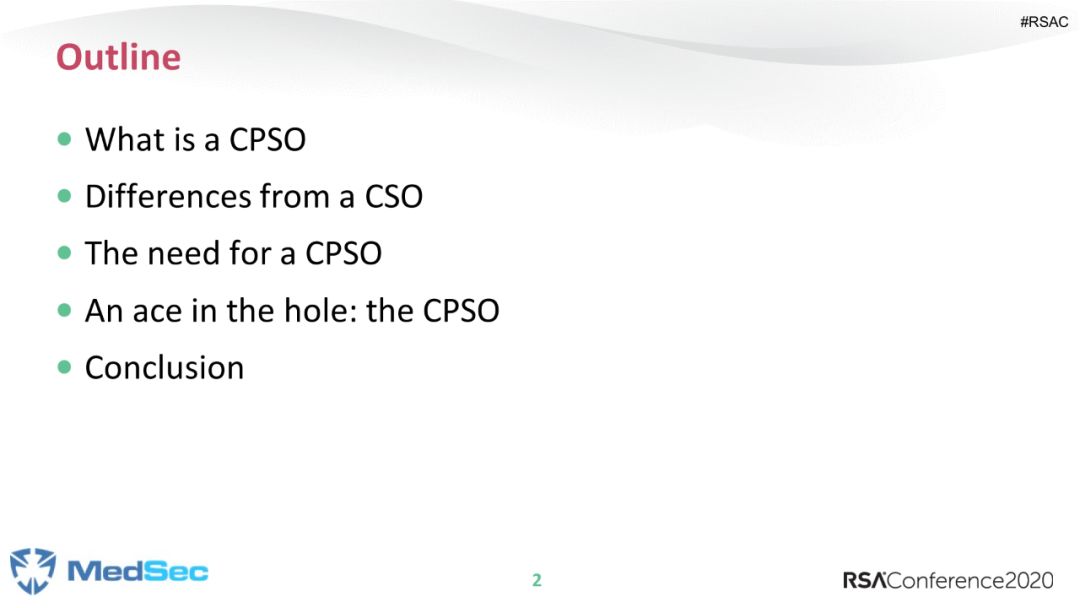 #RSAC
Outline
What is a CPSO
Differences from a CSO
The need for a CPSO
An ace in the hole: the CPSO
Conclusion
MedSec
2
RSAConference2020